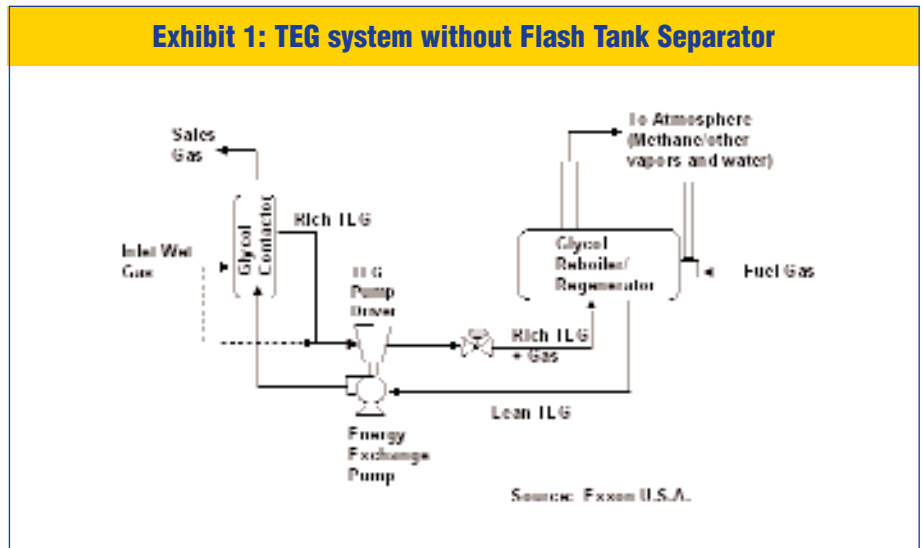 Exhibit 1: TEG system without Flash Tank Separator
To Atmosphere
(Methane/other
vapors and water)
Sales
Gas
Rich TEG
Glycol
Contactor
Inlet Wet
Gas
TEG
Pump
Driver
Glycol
Reboiler/
Regenerator
Fuel Gas
Rich TEG
+ Gas
Lean TEG
Energy
Exchange
Pump
Source: Exxon U.S.A.